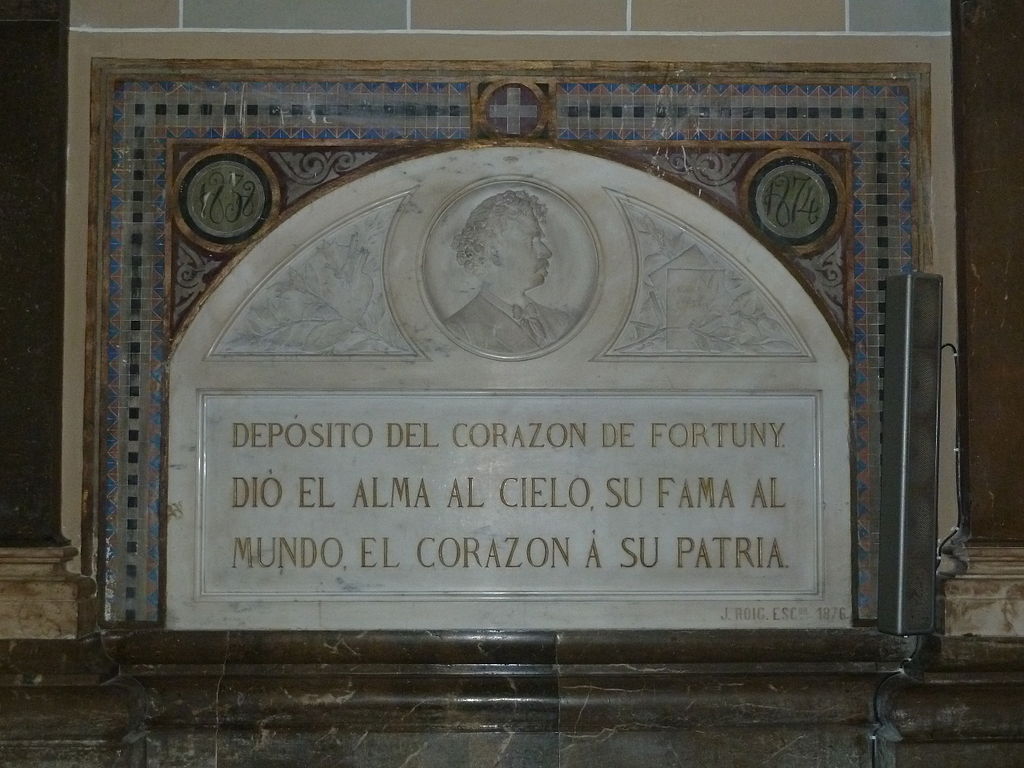 1838
1874
DEPÓSITO DEL CORAZON DE FORTUNY.
DIÓ EL ALMA AL CIELO, SU FAMA AL
MUNDO, EL CORAZON Á SU PATRIA.
J. ROIG. ESC.ᵒʳ 1876